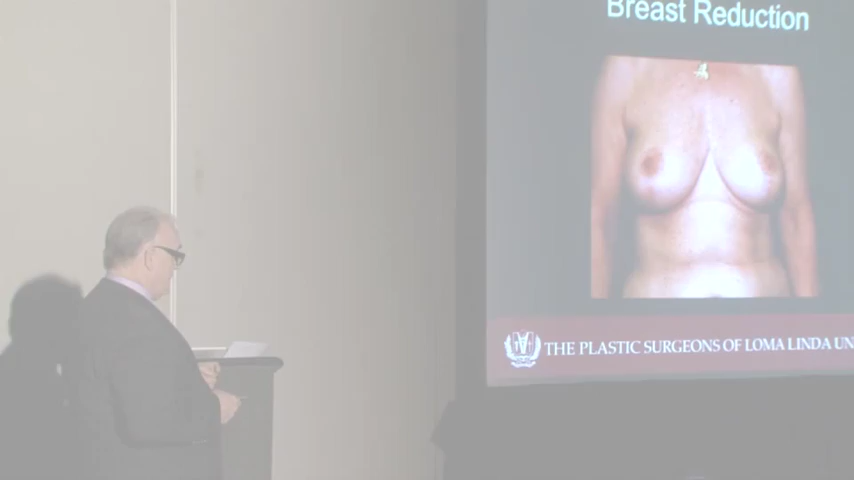 Breast Reduction
THE PLASTIC SURGEONS OF LOMA LINDA UN